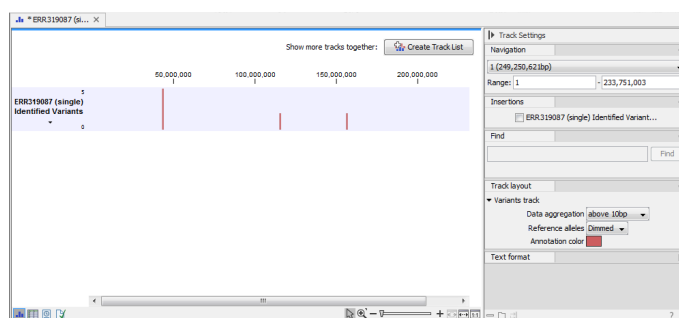 * ERR319087 (si... ×
Show more tracks together: Create Track List
50,000,000 100,000,000 150,000,000 200,000,000
5
ERR319087 (single)
Identified Variants
0
Track Settings
Navigation
1 (249,250,621bp)
Range: 1 - 233,751,003
Insertions
ERR319087 (single) Identified Variant...
Find
Find
Track layout
Variants track
Data aggregation above 10bp
Reference alleles Dimmed
Annotation color
Text format
1:1
?